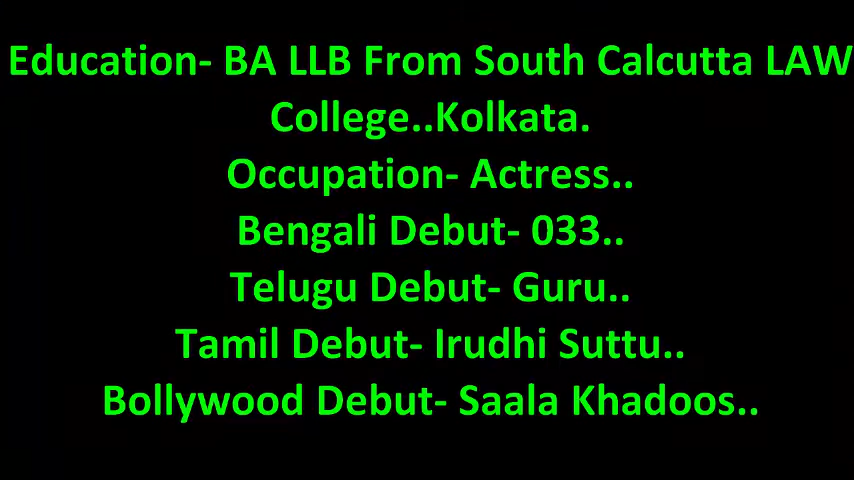 Education- BA LLB From South Calcutta LAW
College..Kolkata.
Occupation- Actress..
Bengali Debut- 033..
Telugu Debut- Guru..
Tamil Debut- Irudhi Suttu..
Bollywood Debut- Saala Khadoos..